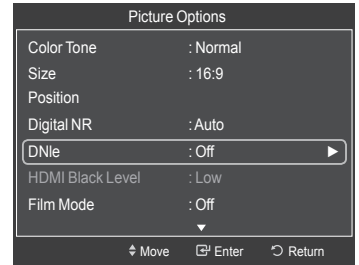 Picture Options
Color Tone : Normal
Size : 16:9
Position
Digital NR : Auto
DNIe : Off ►
HDMI Black Level : Low
Film Mode : Off
▼
Move Enter Return